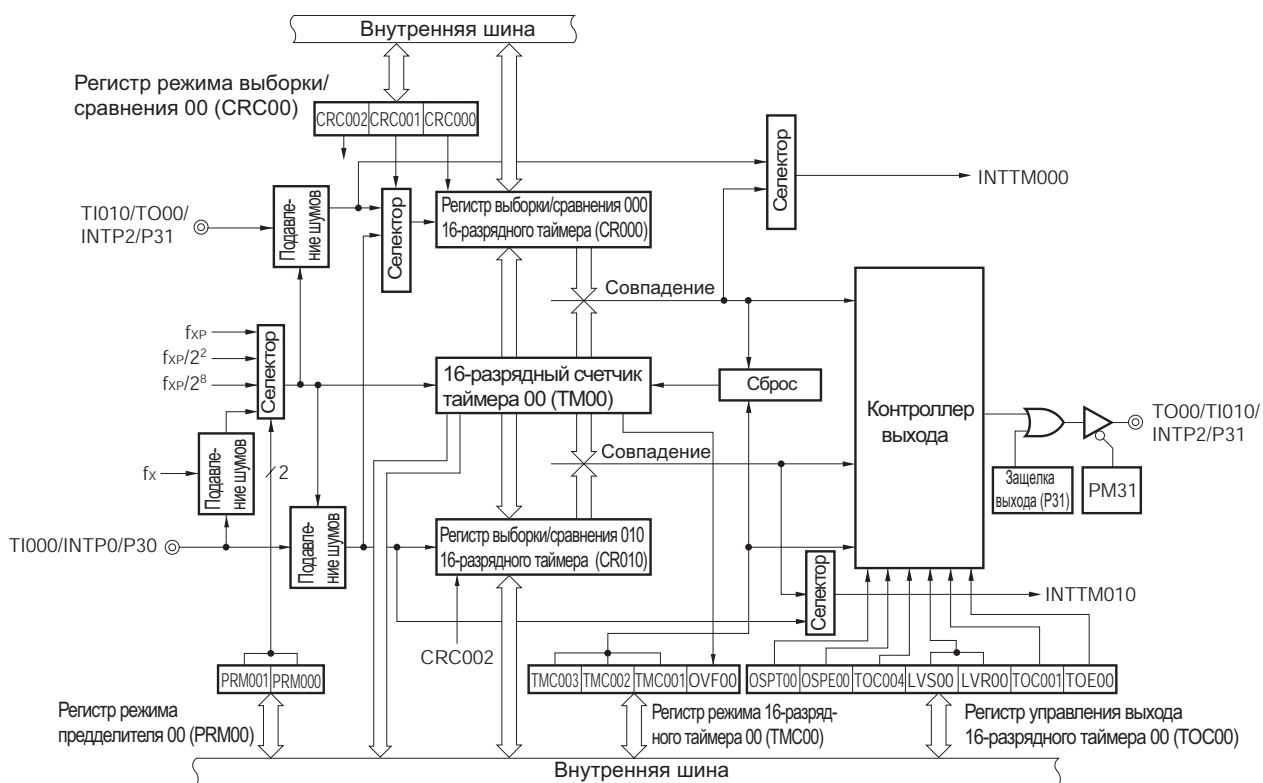 Внутренняя шина
Регистр режима выборки/
сравнения 00 (CRC00)
CRC002 CRC001 CRC000
TI010/TO00/
INTP2/P31
Подавле-
ние шумов
Селектор
Регистр выборки/сравнения 000
16-разрядного таймера (CR000)
Селектор
INTTM000
Совпадение
fXP
fXP/2²
fXP/2⁸
Селектор
16-разрядный счетчик
таймера 00 (TM00)
Сброс
Контроллер
выхода
TO00/TI010/
INTP2/P31
Защелка
выхода (P31)
PM31
fX
Подавле-
ние шумов
2
Совпадение
TI000/INTP0/P30
Подавле-
ние шумов
Регистр выборки/сравнения 010
16-разрядного таймера (CR010)
Селектор
INTTM010
CRC002
PRM001 PRM000
TMC003 TMC002 TMC001 OVF00
OSPT00 OSPE00 TOC004 LVS00 LVR00 TOC001 TOE00
Регистр режима
предделителя 00 (PRM00)
Регистр режима 16-разряд-
ного таймера 00 (TMC00)
Регистр управления выхода
16-разрядного таймера 00 (TOC00)
Внутренняя шина